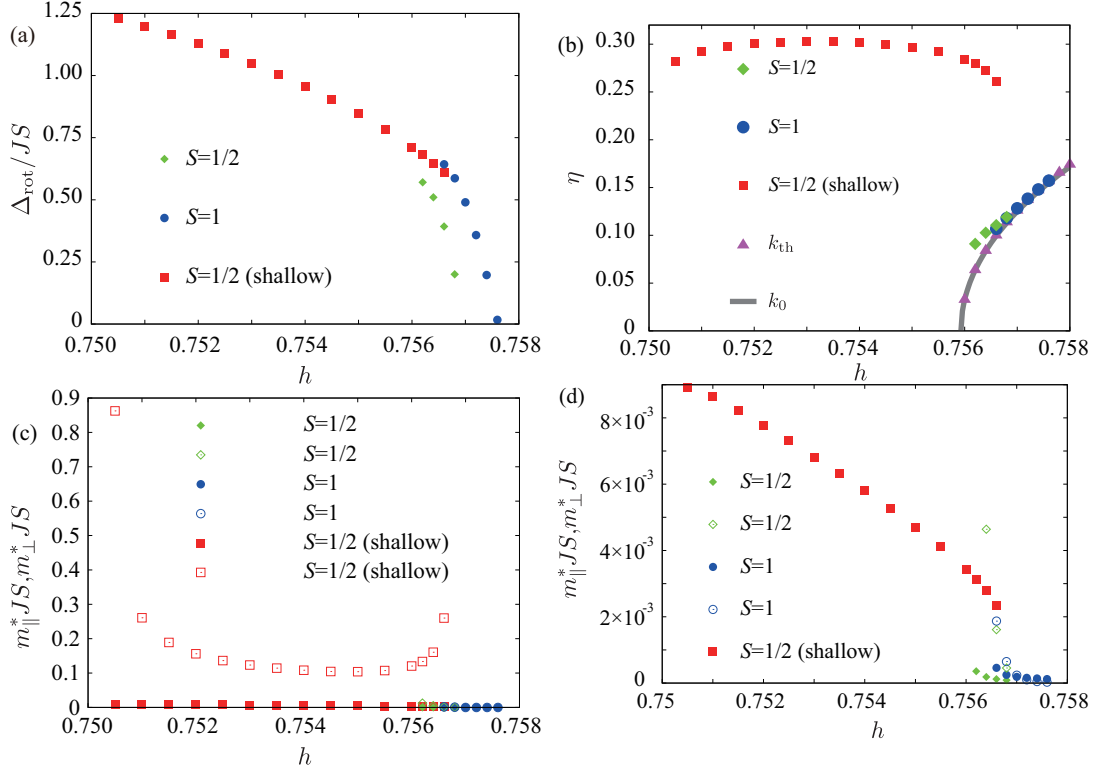 (a)
1.25
1.00
0.75
0.50
0.25
0
Δrot/JS
S=1/2
S=1
S=1/2 (shallow)
0.750 0.752 0.754 0.756 0.758
h
(b)
0.30
0.20
0.10
0
η
S=1/2
S=1
S=1/2 (shallow)
kth
k0
0.750 0.752 0.754 0.756 0.758
h
(c)
0.9
0.8
0.7
0.6
0.5
0.4
0.3
0.2
0.1
0
m*∥JS,m*⊥JS
S=1/2
S=1/2
S=1
S=1
S=1/2 (shallow)
S=1/2 (shallow)
0.750 0.752 0.754 0.756 0.758
h
(d)
8×10⁻³
6×10⁻³
4×10⁻³
2×10⁻³
0
m*∥JS,m*⊥JS
S=1/2
S=1/2
S=1
S=1
S=1/2 (shallow)
0.75 0.752 0.754 0.756 0.758
h